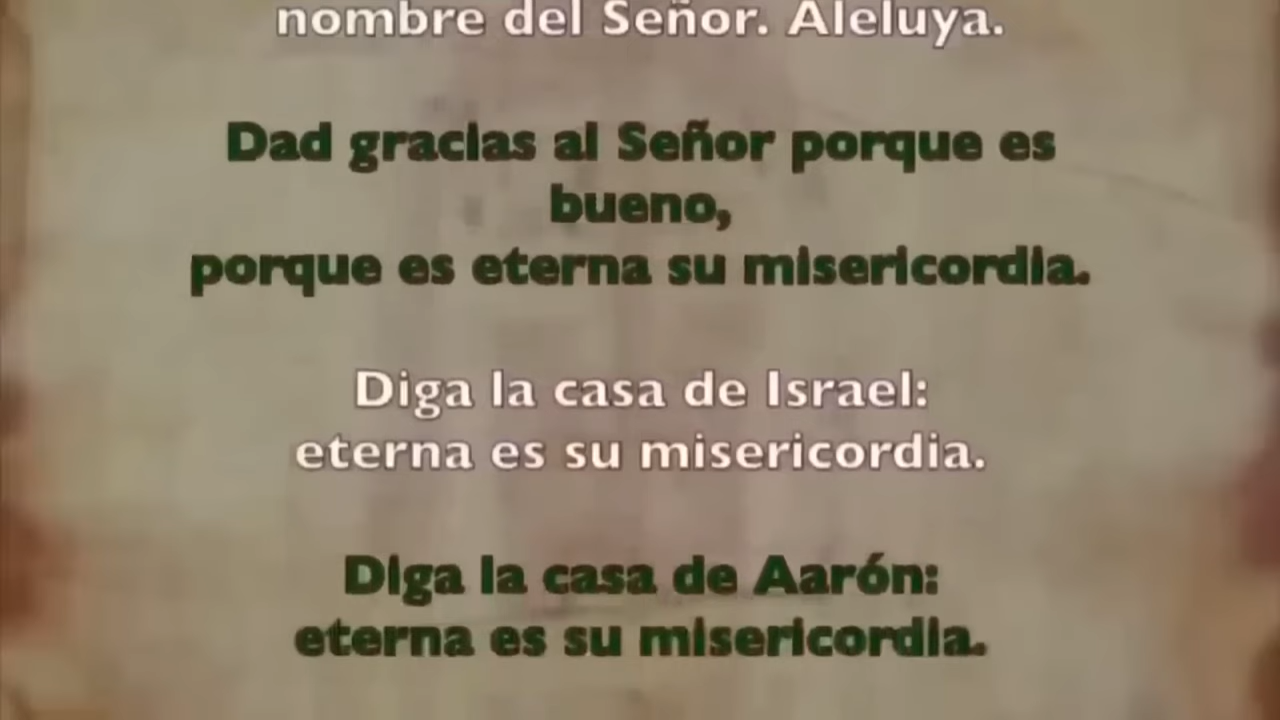 nombre del Señor. Aleluya.
Dad gracias al Señor porque es
bueno,
porque es eterna su misericordia.
Diga la casa de Israel:
eterna es su misericordia.
Diga la casa de Aarón:
eterna es su misericordia.